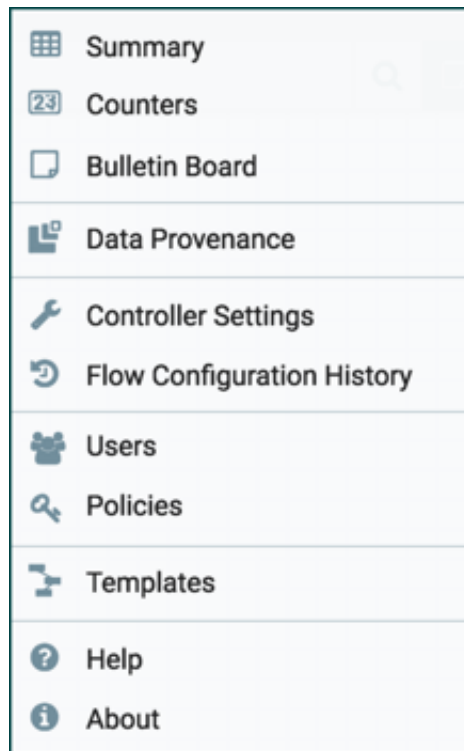 Summary
23 Counters
Bulletin Board
Data Provenance
Controller Settings
Flow Configuration History
Users
Policies
Templates
Help
About